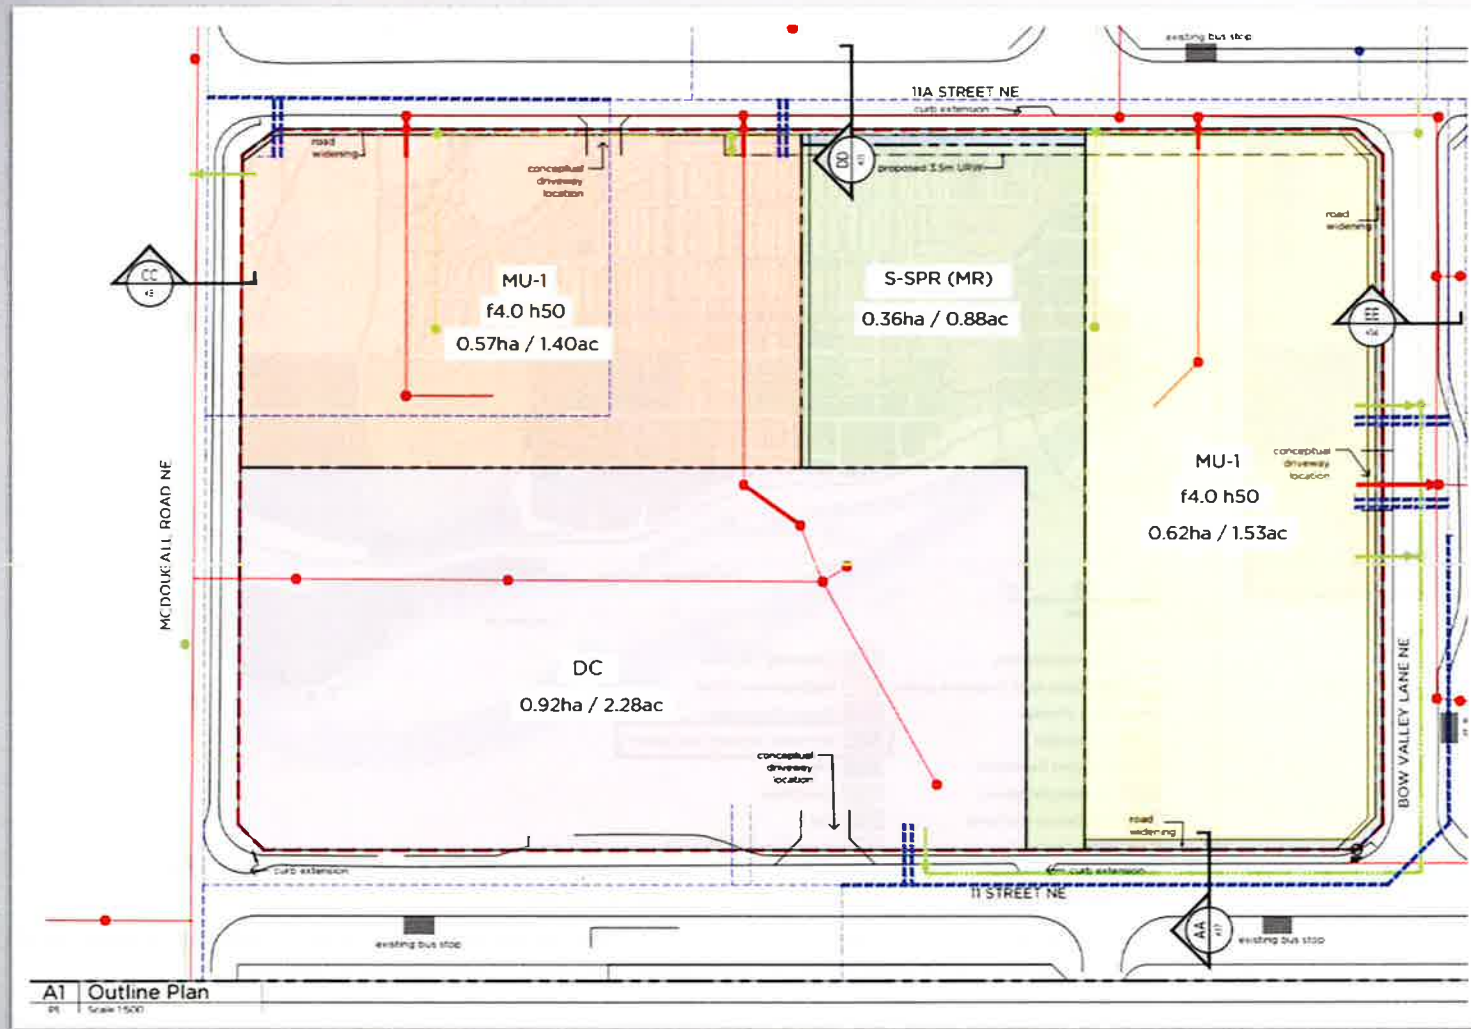 existing bus stop
11A STREET NE
curb extension
road
widening
conceptual
driveway
location
DD
proposed 3.5m URW
road
widening
CC
MU-1
f4.0 h50
0.57ha / 1.40ac
S-SPR (MR)
0.36ha / 0.88ac
EE
MCDOUGALL ROAD NE
MU-1
f4.0 h50
0.62ha / 1.53ac
conceptual
driveway
location
DC
0.92ha / 2.28ac
BOW VALLEY LANE NE
conceptual
driveway
location
road
widening
curb extension
curb extension
11 STREET NE
AA
existing bus stop
existing bus stop
A1 Outline Plan
Scale 1:500